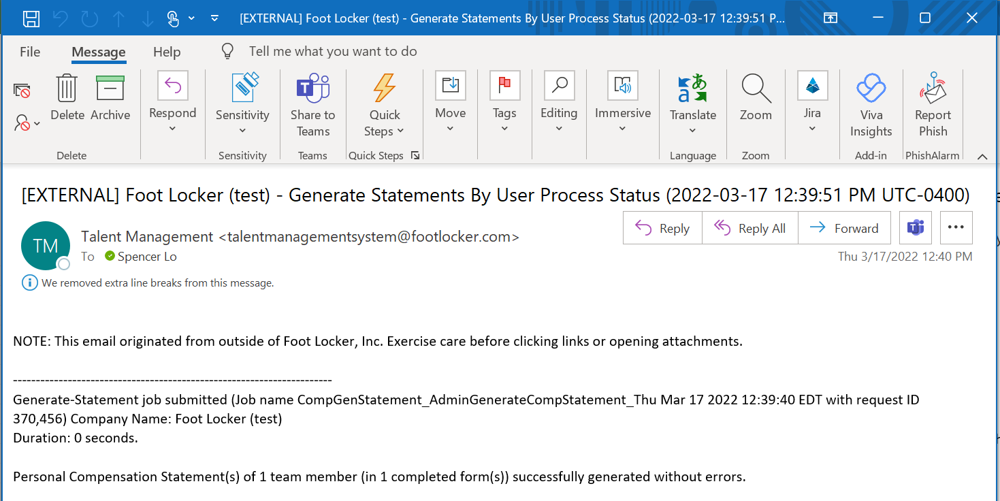 [EXTERNAL] Foot Locker (test) - Generate Statements By User Process Status (2022-03-17 12:39:51 P...
File Message Help Tell me what you want to do
Delete Archive Respond Sensitivity Share to Teams Quick Steps Move Tags Editing Immersive Translate Zoom Jira Viva Insights Report Phish
Delete Sensitivity Teams Quick Steps Language Zoom Add-in PhishAlarm
[EXTERNAL] Foot Locker (test) - Generate Statements By User Process Status (2022-03-17 12:39:51 PM UTC-0400)
TM
Talent Management <talentmanagementsystem@footlocker.com>
Reply Reply All Forward
To Spencer Lo
Thu 3/17/2022 12:40 PM
We removed extra line breaks from this message.
NOTE: This email originated from outside of Foot Locker, Inc. Exercise care before clicking links or opening attachments.
----------------------------------------------------------------------
Generate-Statement job submitted (Job name CompGenStatement_AdminGenerateCompStatement_Thu Mar 17 2022 12:39:40 EDT with request ID
370,456) Company Name: Foot Locker (test)
Duration: 0 seconds.
Personal Compensation Statement(s) of 1 team member (in 1 completed form(s)) successfully generated without errors.